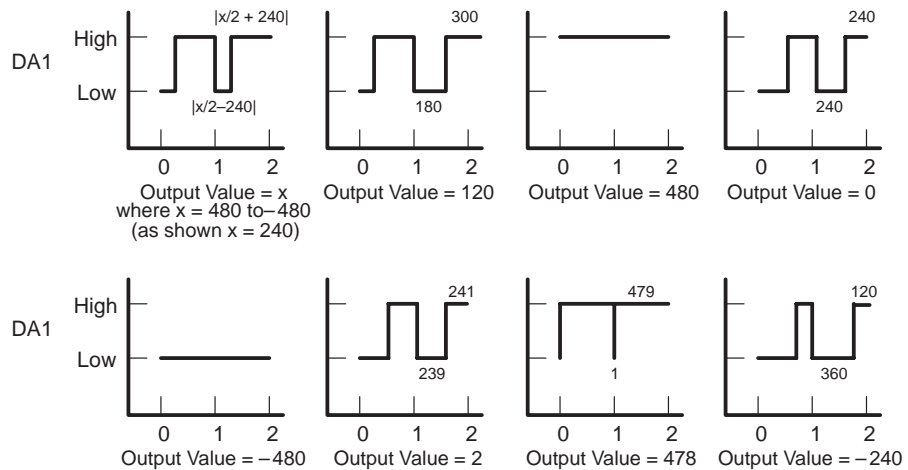 |x/2 + 240|
300
240
High
DA1
Low
|x/2–240|
180
240
0 1 2
0 1 2
0 1 2
0 1 2
Output Value = x
where x = 480 to–480
(as shown x = 240)
Output Value = 120
Output Value = 480
Output Value = 0
241
479
120
High
DA1
Low
239
1
360
0 1 2
0 1 2
0 1 2
0 1 2
Output Value = –480
Output Value = 2
Output Value = 478
Output Value = –240